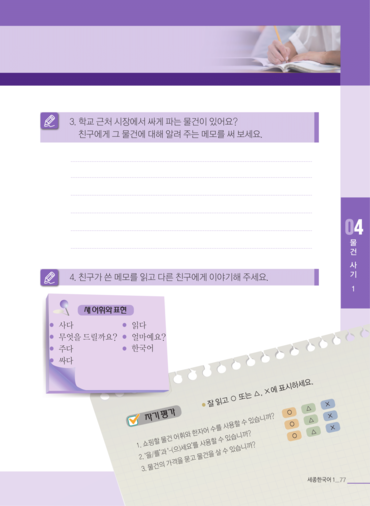 3. 학교 근처 시장에서 싸게 파는 물건이 있어요?
친구에게 그 물건에 대해 알려 주는 메모를 써 보세요.
4. 친구가 쓴 메모를 읽고 다른 친구에게 이야기해 주세요.
04
물건 사기 1
새 어휘와 표현
사다
읽다
무엇을 드릴까요?
얼마예요?
주다
한국어
싸다
자기 평가
잘 읽고 ○ 또는 △, ×에 표시하세요.
1. 쇼핑할 물건 어휘와 한자어 수를 사용할 수 있습니까? ○ △ ×
2. '을/를'과 '-(으)세요'를 사용할 수 있습니까? ○ △ ×
3. 물건의 가격을 묻고 물건을 살 수 있습니까? ○ △ ×
세종한국어 1 _ 77